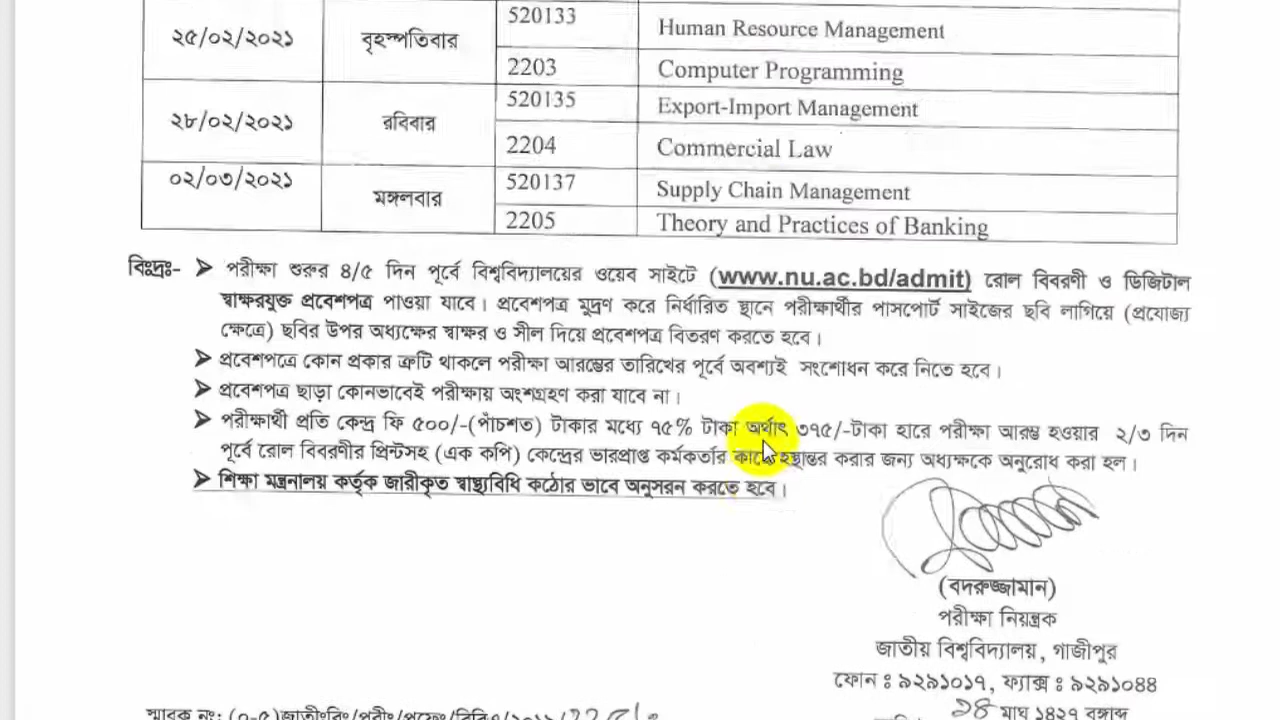 520133 Human Resource Management
২৫/০২/২০২১ বৃহস্পতিবার
2203 Computer Programming
520135 Export-Import Management
২৮/০২/২০২১ রবিবার
2204 Commercial Law
০২/০৩/২০২১ মঙ্গলবার 520137 Supply Chain Management
2205 Theory and Practices of Banking
বিঃদ্রঃ- ➤ পরীক্ষা শুরুর ৪/৫ দিন পূর্বে বিশ্ববিদ্যালয়ের ওয়েব সাইটে (www.nu.ac.bd/admit) রোল বিবরণী ও ডিজিটাল
স্বাক্ষরযুক্ত প্রবেশপত্র পাওয়া যাবে। প্রবেশপত্র মুদ্রণ করে নির্ধারিত স্থানে পরীক্ষার্থীর পাসপোর্ট সাইজের ছবি লাগিয়ে (প্রযোজ্য
ক্ষেত্রে) ছবির উপর অধ্যক্ষের স্বাক্ষর ও সীল দিয়ে প্রবেশপত্র বিতরণ করতে হবে।
➤ প্রবেশপত্রে কোন প্রকার ত্রুটি থাকলে পরীক্ষা আরম্ভের তারিখের পূর্বে অবশ্যই সংশোধন করে নিতে হবে।
➤ প্রবেশপত্র ছাড়া কোনভাবেই পরীক্ষায় অংশগ্রহণ করা যাবে না।
➤ পরীক্ষার্থী প্রতি কেন্দ্র ফি ৫০০/-(পাঁচশত) টাকার মধ্যে ৭৫% টাকা অর্থাৎ ৩৭৫/-টাকা হারে পরীক্ষা আরম্ভ হওয়ার ২/৩ দিন
পূর্বে রোল বিবরণীর প্রিন্টসহ (এক কপি) কেন্দ্রের ভারপ্রাপ্ত কর্মকর্তার কাছে হস্তান্তর করার জন্য অধ্যক্ষকে অনুরোধ করা হল।
➤ শিক্ষা মন্ত্রনালয় কর্তৃক জারীকৃত স্বাস্থ্যবিধি কঠোর ভাবে অনুসরন করতে হবে।
(বদরুজ্জামান)
পরীক্ষা নিয়ন্ত্রক
জাতীয় বিশ্ববিদ্যালয়, গাজীপুর
ফোন ঃ ৯২৯১০১৭, ফ্যাক্স ঃ ৯২৯১০৪৪
স্মারক নং: (০-৫)জাতীঃবিঃ/পরীঃ
১৪ মাঘ ১৪২৭ বঙ্গাব্দ